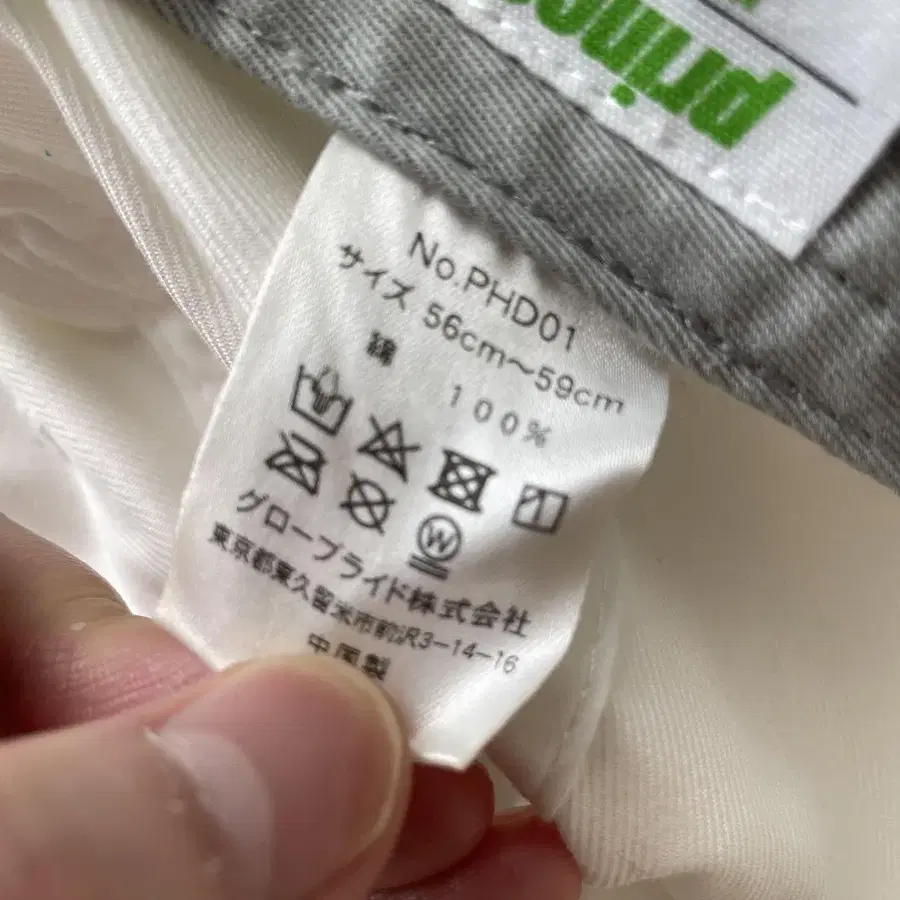 prince
No.PHD01
サイズ 56cm～59cm
綿 100%
W
グローブライド株式会社
東京都東久留米市前沢3-14-16
中国製